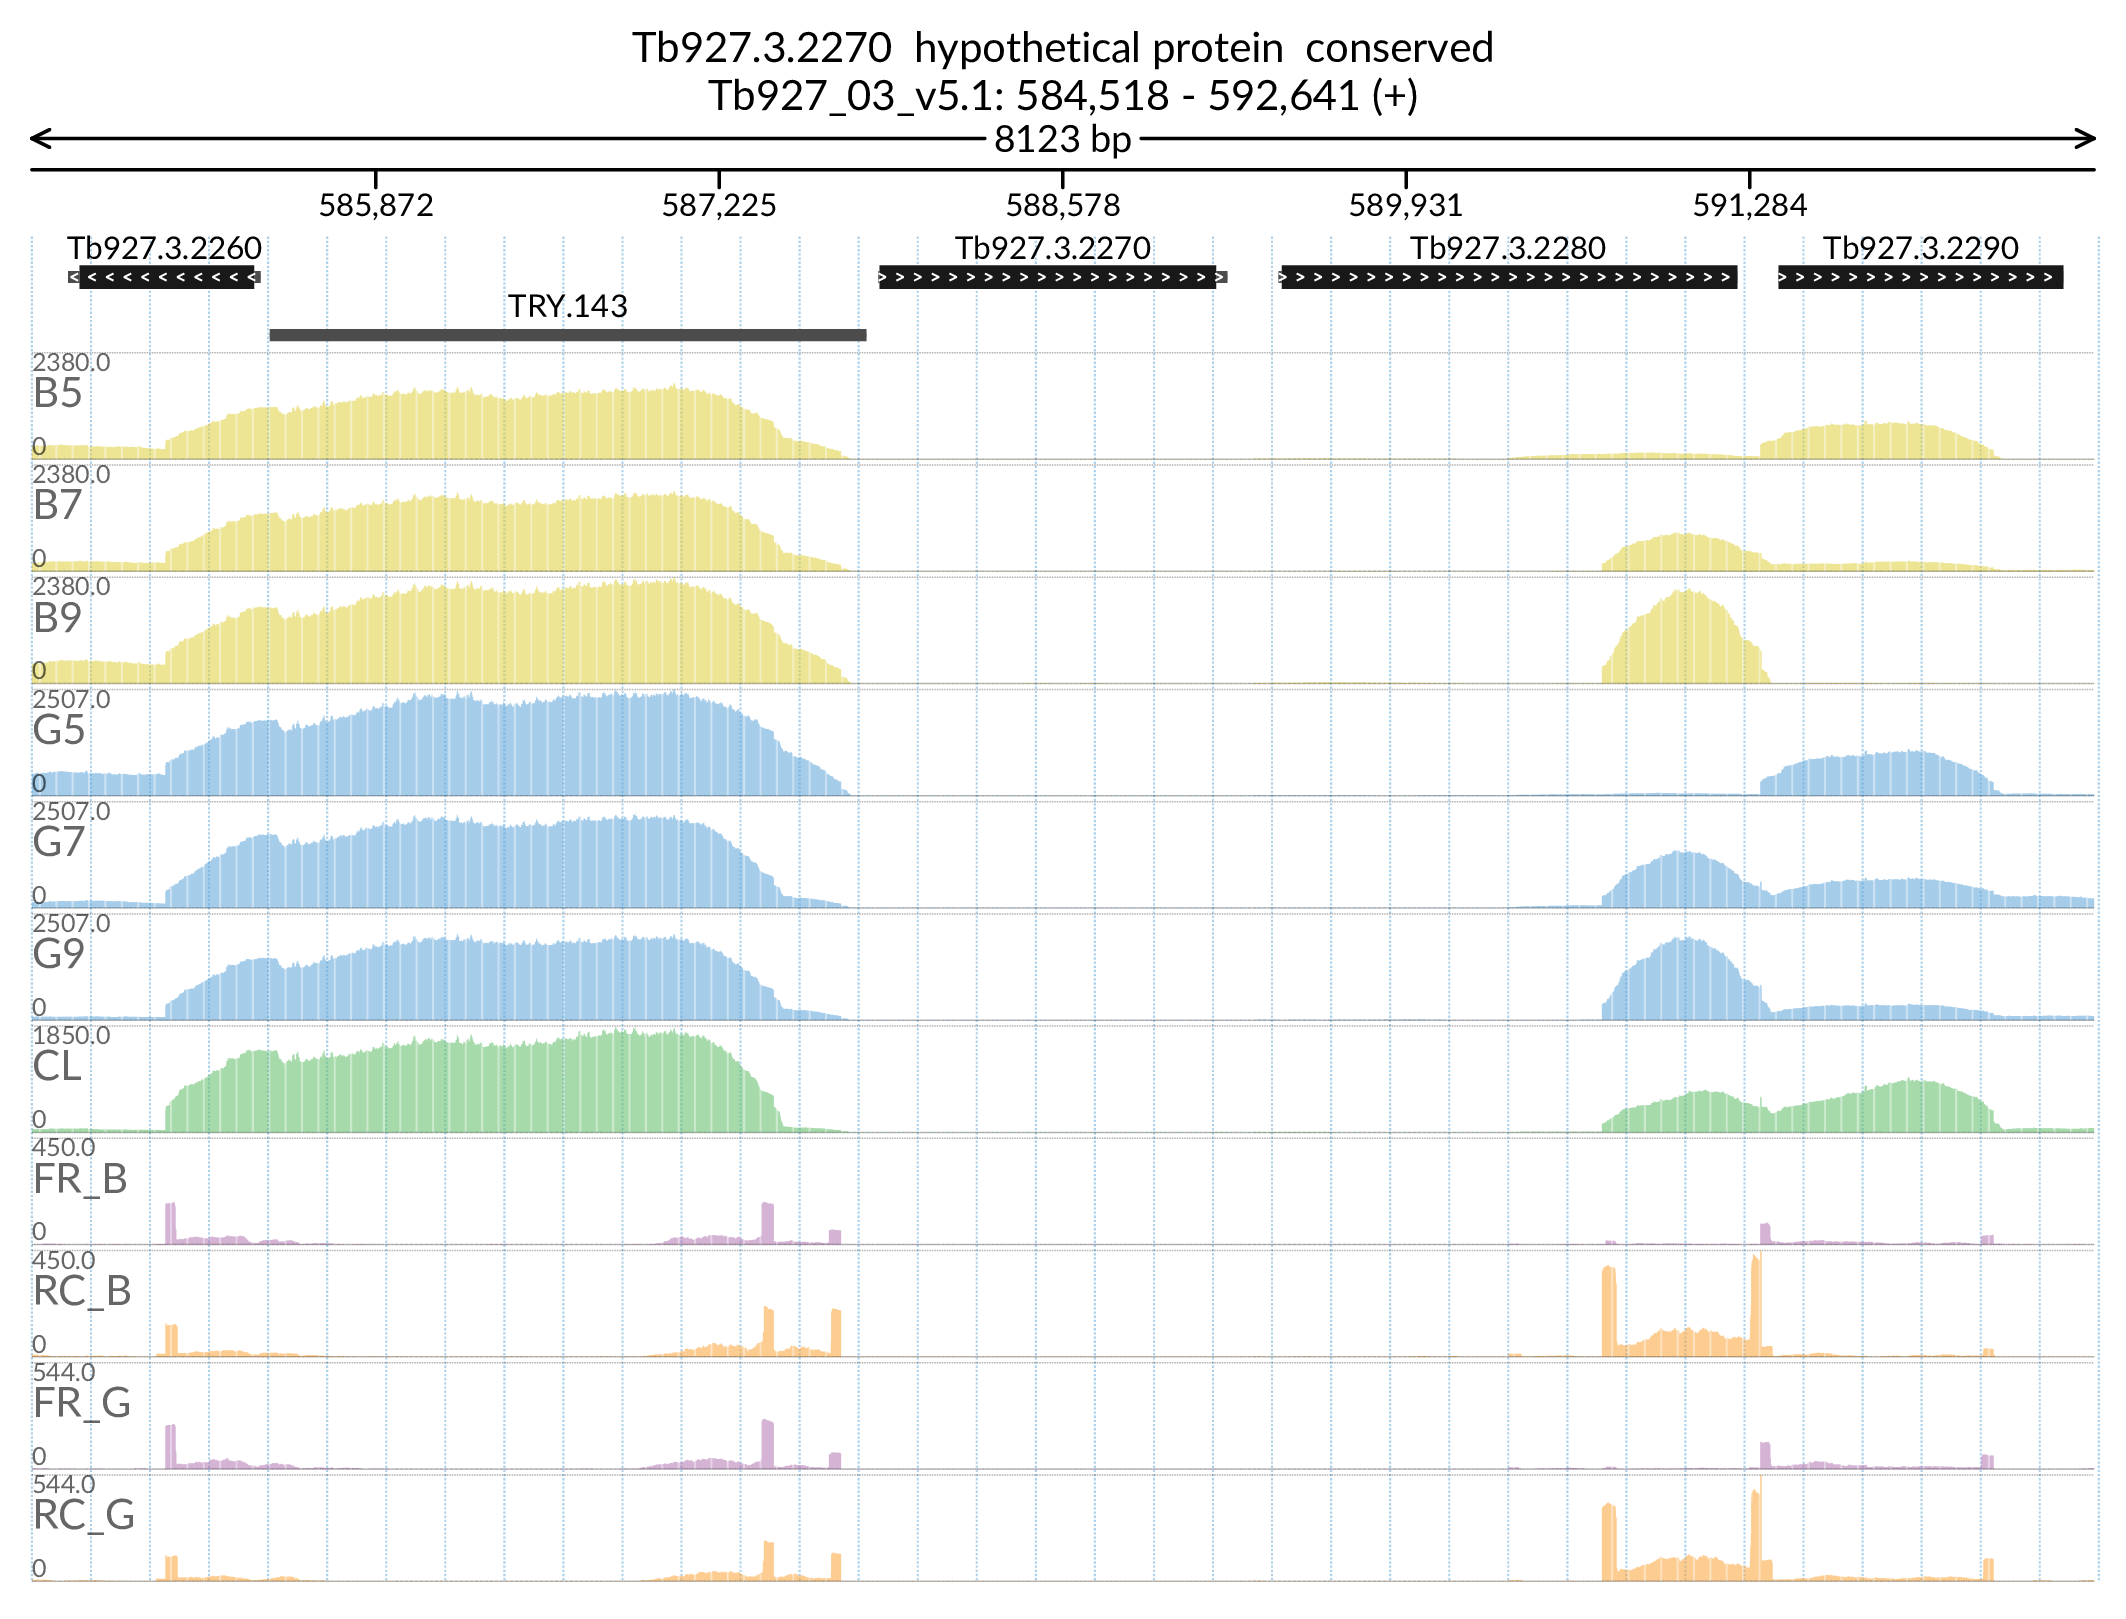 Tb927.3.2270 hypothetical protein conserved
Tb927_03_v5.1: 584,518 - 592,641 (+)
8123 bp
585,872 587,225 588,578 589,931 591,284
Tb927.3.2260 Tb927.3.2270 Tb927.3.2280 Tb927.3.2290
TRY.143
2380.0
B5
0
2380.0
B7
0
2380.0
B9
0
2507.0
G5
0
2507.0
G7
0
2507.0
G9
0
1850.0
CL
0
450.0
FR_B
0
450.0
RC_B
0
544.0
FR_G
0
544.0
RC_G
0